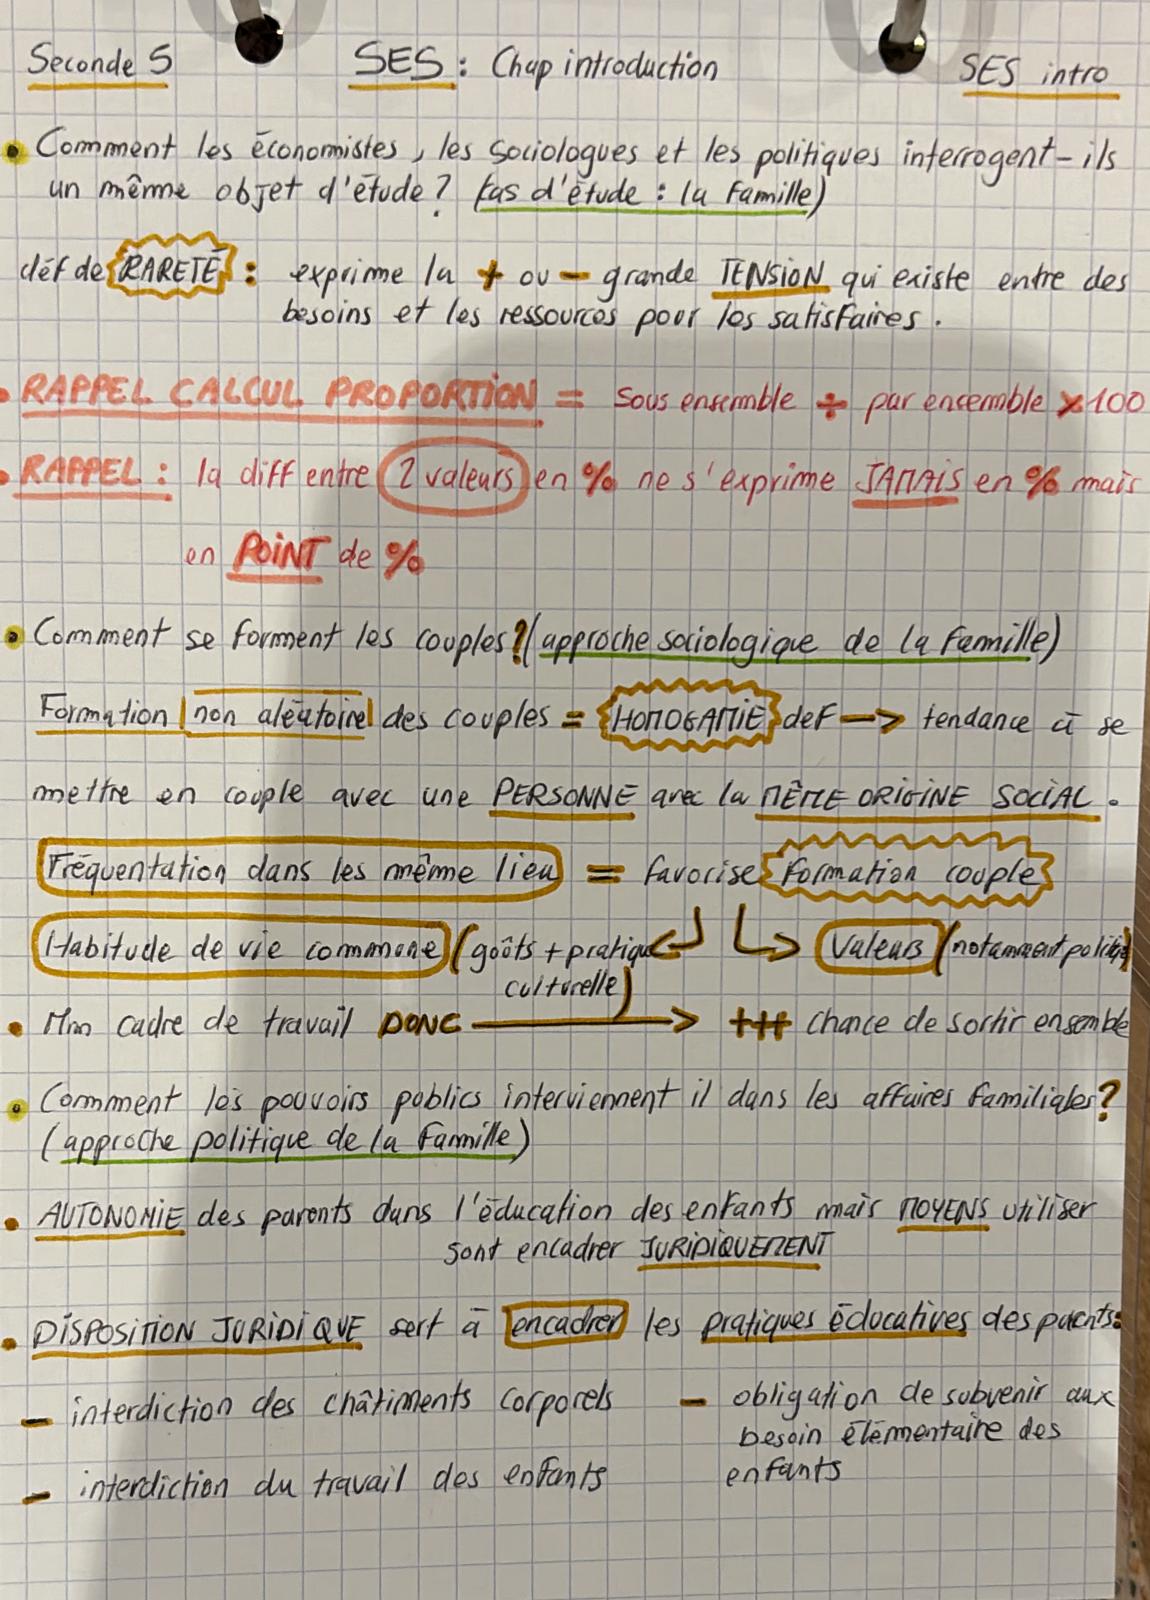 Seconde 5 SES : Chap introduction SES intro
Comment les économistes, les sociologues et les politiques interrogent-ils
un même objet d'étude ? (cas d'étude : la famille)
déf de RARETÉ : exprime la + ou - grande TENSION qui existe entre des
besoins et les ressources pour les satisfaires.
• RAPPEL CALCUL PROPORTION = Sous ensemble ÷ par encemble x100
• RAPPEL : la diff entre 2 valeurs en % ne s'exprime JAMAIS en % mais
en POINT de %
• Comment se forment les couples ? (approche sociologique de la famille)
Formation non aléatoire des couples = HOMOGAMIE def —> tendance à se
mettre en couple avec une PERSONNE avec la MÊME ORIGINE SOCIAL.
Fréquentation dans les même lieu = favorise formation couple
Habitude de vie commune (goûts + pratique Valeurs (notamment politiq)
culturelle)
• Mm cadre de travail DONC —> +++ chance de sortir ensemble
• Comment les pouvoirs publics interviennent il dans les affaires familiales ?
(approche politique de la famille)
• AUTONOMIE des parents dans l'éducation des enfants mais MOYENS utiliser
sont encadrer JURIDIQUEMENT
• DISPOSITION JURIDIQUE sert à encadrer les pratiques éducatives des parents :
- interdiction des châtiments corporels - obligation de subvenir aux
besoin élémentaire des
- interdiction du travail des enfants enfants